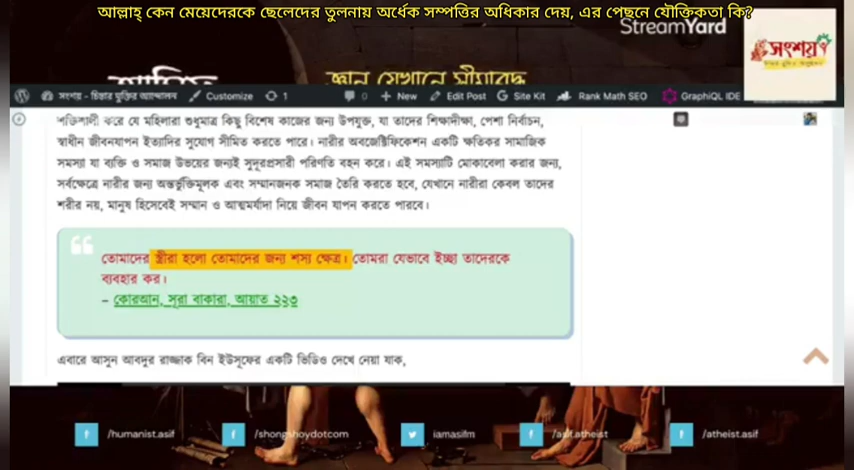 আল্লাহ্ কেন মেয়েদেরকে ছেলেদের তুলনায় অর্ধেক সম্পত্তির অধিকার দেয়, এর পেছনে যৌক্তিকতা কি?
StreamYard
সংশয়
জ্ঞান যেখানে সীমাবদ্ধ
সংশয় - চিন্তার মুক্তির আন্দোলন Customize 1 0 New Edit Post Site Kit Rank Math SEO GraphiQL IDE
শক্তিশালী করে যে মহিলারা শুধুমাত্র কিছু বিশেষ কাজের জন্য উপযুক্ত, যা তাদের শিক্ষাদীক্ষা, পেশা নির্বাচন,
স্বাধীন জীবনযাপন ইত্যাদির সুযোগ সীমিত করতে পারে। নারীর অবজেক্টিফিকেশন একটি ক্ষতিকর সামাজিক
সমস্যা যা ব্যক্তি ও সমাজ উভয়ের জন্যই সুদূরপ্রসারী পরিণতি বহন করে। এই সমস্যাটি মোকাবেলা করার জন্য,
সর্বক্ষেত্রে নারীর জন্য অন্তর্ভুক্তিমূলক এবং সম্মানজনক সমাজ তৈরি করতে হবে, যেখানে নারীরা কেবল তাদের
শরীর নয়, মানুষ হিসেবেই সম্মান ও আত্মমর্যাদা নিয়ে জীবন যাপন করতে পারবে।
তোমাদের স্ত্রীরা হলো তোমাদের জন্য শস্য ক্ষেত্র। তোমরা যেভাবে ইচ্ছা তাদেরকে
ব্যবহার কর।
– কোরআন, সূরা বাকারা, আয়াত ২২৩
এবারে আসুন আবদুর রাজ্জাক বিন ইউসূফের একটি ভিডিও দেখে নেয়া যাক,
/humanist.asif /shongshoydotcom iamasifm /asif.atheist /atheist.asif